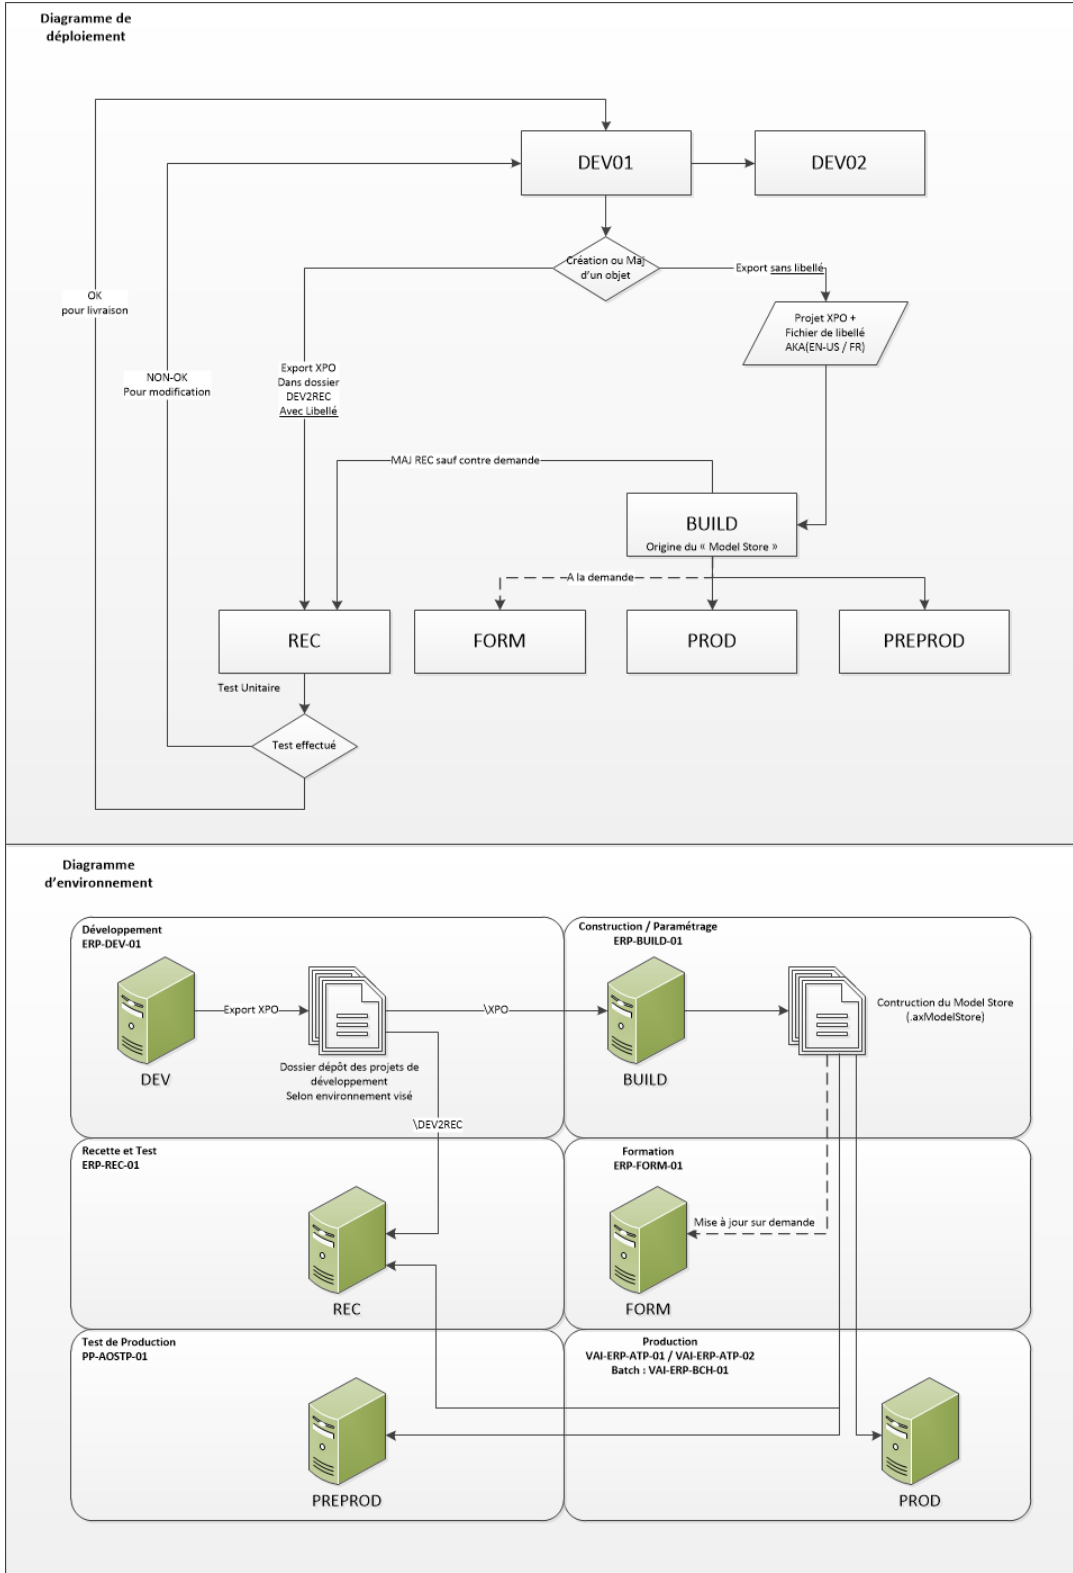 Diagramme de
déploiement
DEV01
DEV02
Création ou Maj
d'un objet
Export sans libellé
OK
pour livraison
Projet XPO +
Fichier de libellé
AKA(EN-US / FR)
NON-OK
Pour modification
Export XPO
Dans dossier
DEV2REC
Avec Libellé
MAJ REC sauf contre demande
BUILD
Origine du « Model Store »
A la demande
REC
FORM
PROD
PREPROD
Test Unitaire
Test effectué
Diagramme
d'environnement
Développement
ERP-DEV-01
Export XPO
\XPO
DEV
Dossier dépôt des projets de
développement
Selon environnement visé
\DEV2REC
Construction / Paramétrage
ERP-BUILD-01
BUILD
Contruction du Model Store
(.axModelStore)
Recette et Test
ERP-REC-01
REC
Formation
ERP-FORM-01
Mise à jour sur demande
FORM
Test de Production
PP-AOSTP-01
PREPROD
Production
VAI-ERP-ATP-01 / VAI-ERP-ATP-02
Batch : VAI-ERP-BCH-01
PROD